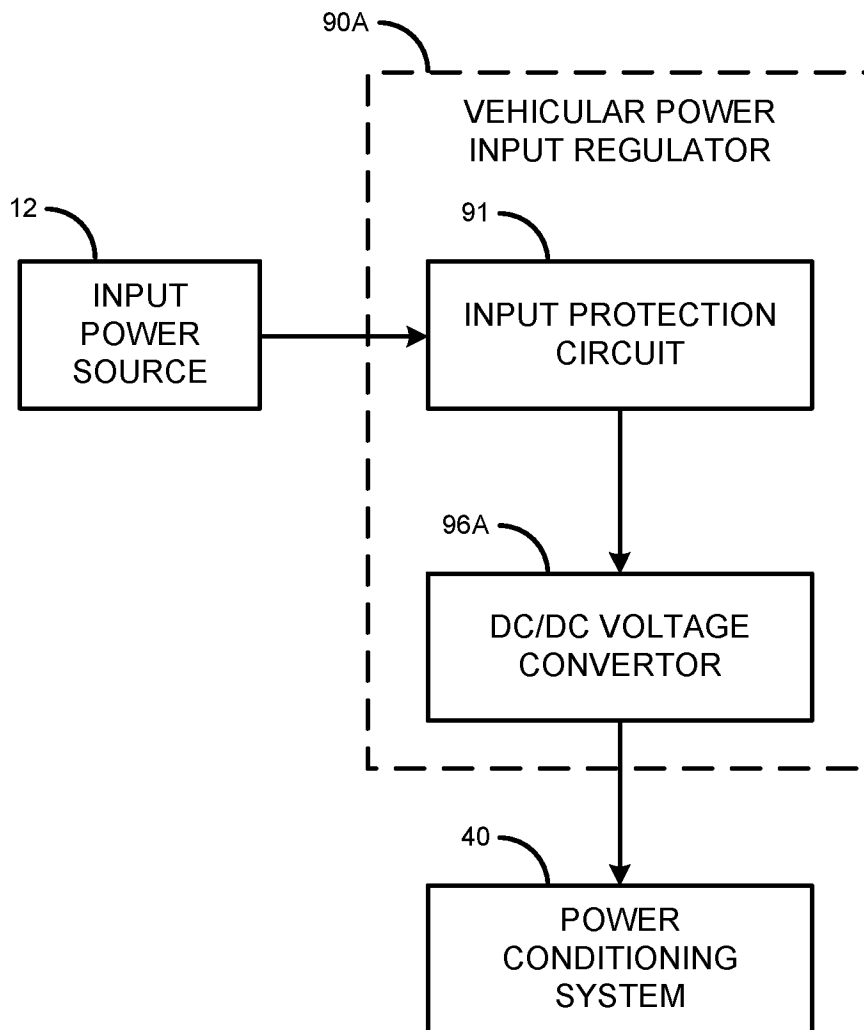 90A
VEHICULAR POWER
INPUT REGULATOR
12
91
INPUT
POWER
SOURCE
INPUT PROTECTION
CIRCUIT
96A
DC/DC VOLTAGE
CONVERTOR
40
POWER
CONDITIONING
SYSTEM